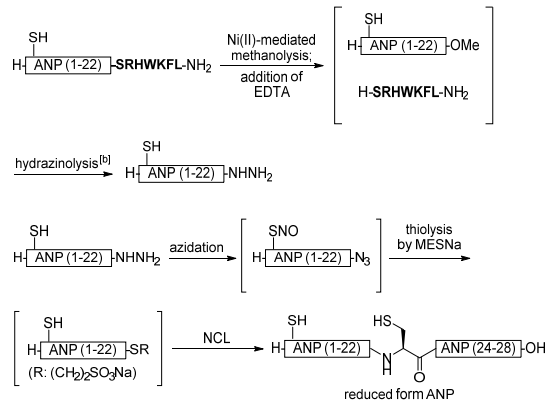 SH
H-ANP (1-22)-SRHWKFL-NH2
Ni(II)-mediated
methanolysis;
addition of
EDTA
SH
H-ANP (1-22)-OMe
H-SRHWKFL-NH2
hydrazinolysis[b]
SH
H-ANP (1-22)-NHNH2
SH
H-ANP (1-22)-NHNH2
azidation
SNO
H-ANP (1-22)-N3
thiolysis
by MESNa
SH
H-ANP (1-22)-SR
(R: (CH2)2SO3Na)
NCL
SH
HS
H-ANP (1-22)
ANP (24-28)-OH
N
H
O
reduced form ANP